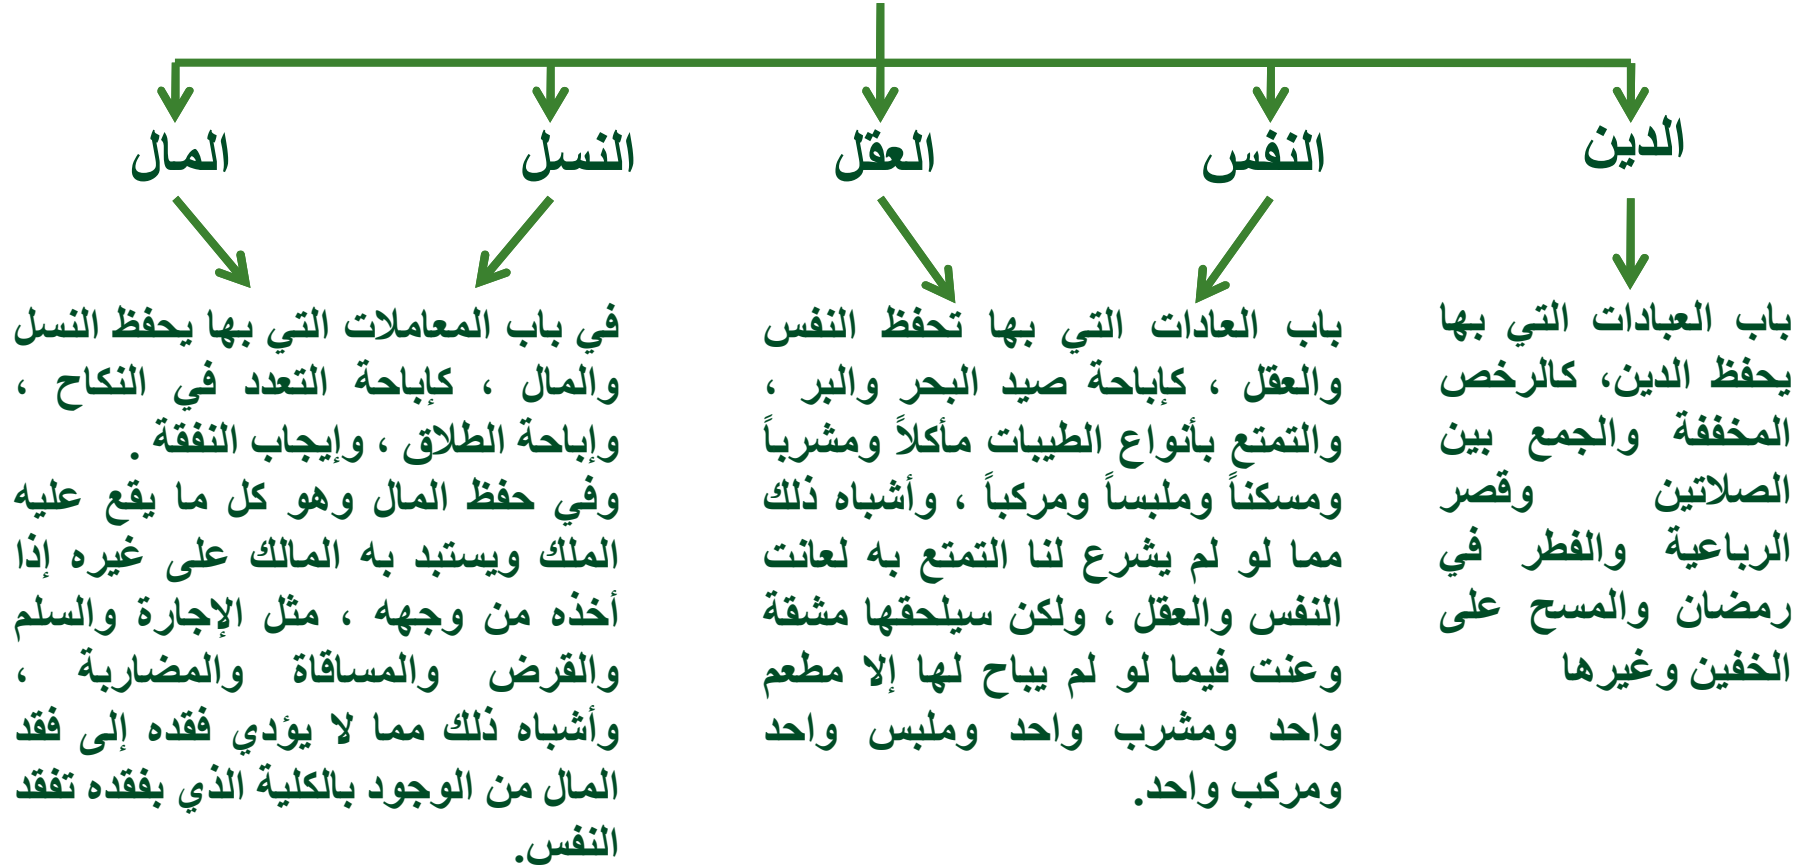 الدين
النفس
العقل
النسل
المال
باب العبادات التي بها
يحفظ الدين، كالرخص
المخففة والجمع بين
الصلاتين وقصر
الرباعية والفطر في
رمضان والمسح على
الخفين وغيرها
باب العادات التي بها تحفظ النفس
والعقل ، كإباحة صيد البحر والبر ،
والتمتع بأنواع الطيبات مأكلاً ومشرباً
ومسكناً وملبساً ومركباً ، وأشباه ذلك
مما لو لم يشرع لنا التمتع به لعانت
النفس والعقل ، ولكن سيلحقها مشقة
وعنت فيما لو لم يباح لها إلا مطعم
واحد ومشرب واحد وملبس واحد
ومركب واحد.
في باب المعاملات التي بها يحفظ النسل
والمال ، كإباحة التعدد في النكاح ،
وإباحة الطلاق ، وإيجاب النفقة .
وفي حفظ المال وهو كل ما يقع عليه
الملك ويستبد به المالك على غيره إذا
أخذه من وجهه ، مثل الإجارة والسلم
والقرض والمساقاة والمضاربة ،
وأشباه ذلك مما لا يؤدي فقده إلى فقد
المال من الوجود بالكلية الذي بفقده تفقد
النفس.